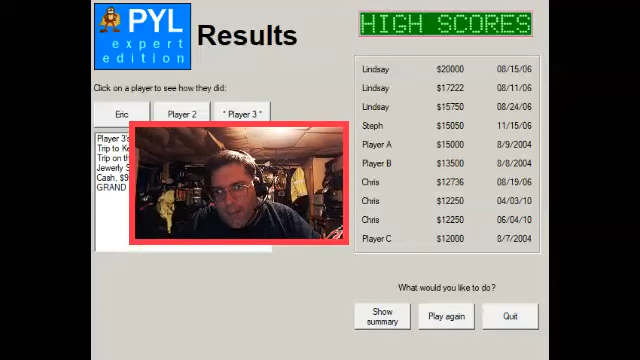 PYL
expert
edition
Results
HIGH SCORES
Click on a player to see how they did:
Eric
Player 2
* Player 3 *
Player 3's
Trip to Ke
Trip on th
Jewerly S
Cash, $9
GRAND
Lindsay $20000 08/15/06
Lindsay $17222 08/11/06
Lindsay $15750 08/24/06
Steph $15050 11/15/06
Player A $15000 8/9/2004
Player B $13500 8/8/2004
Chris $12736 08/19/06
Chris $12250 04/03/10
Chris $12250 06/04/10
Player C $12000 8/7/2004
What would you like to do?
Show
summary
Play again
Quit